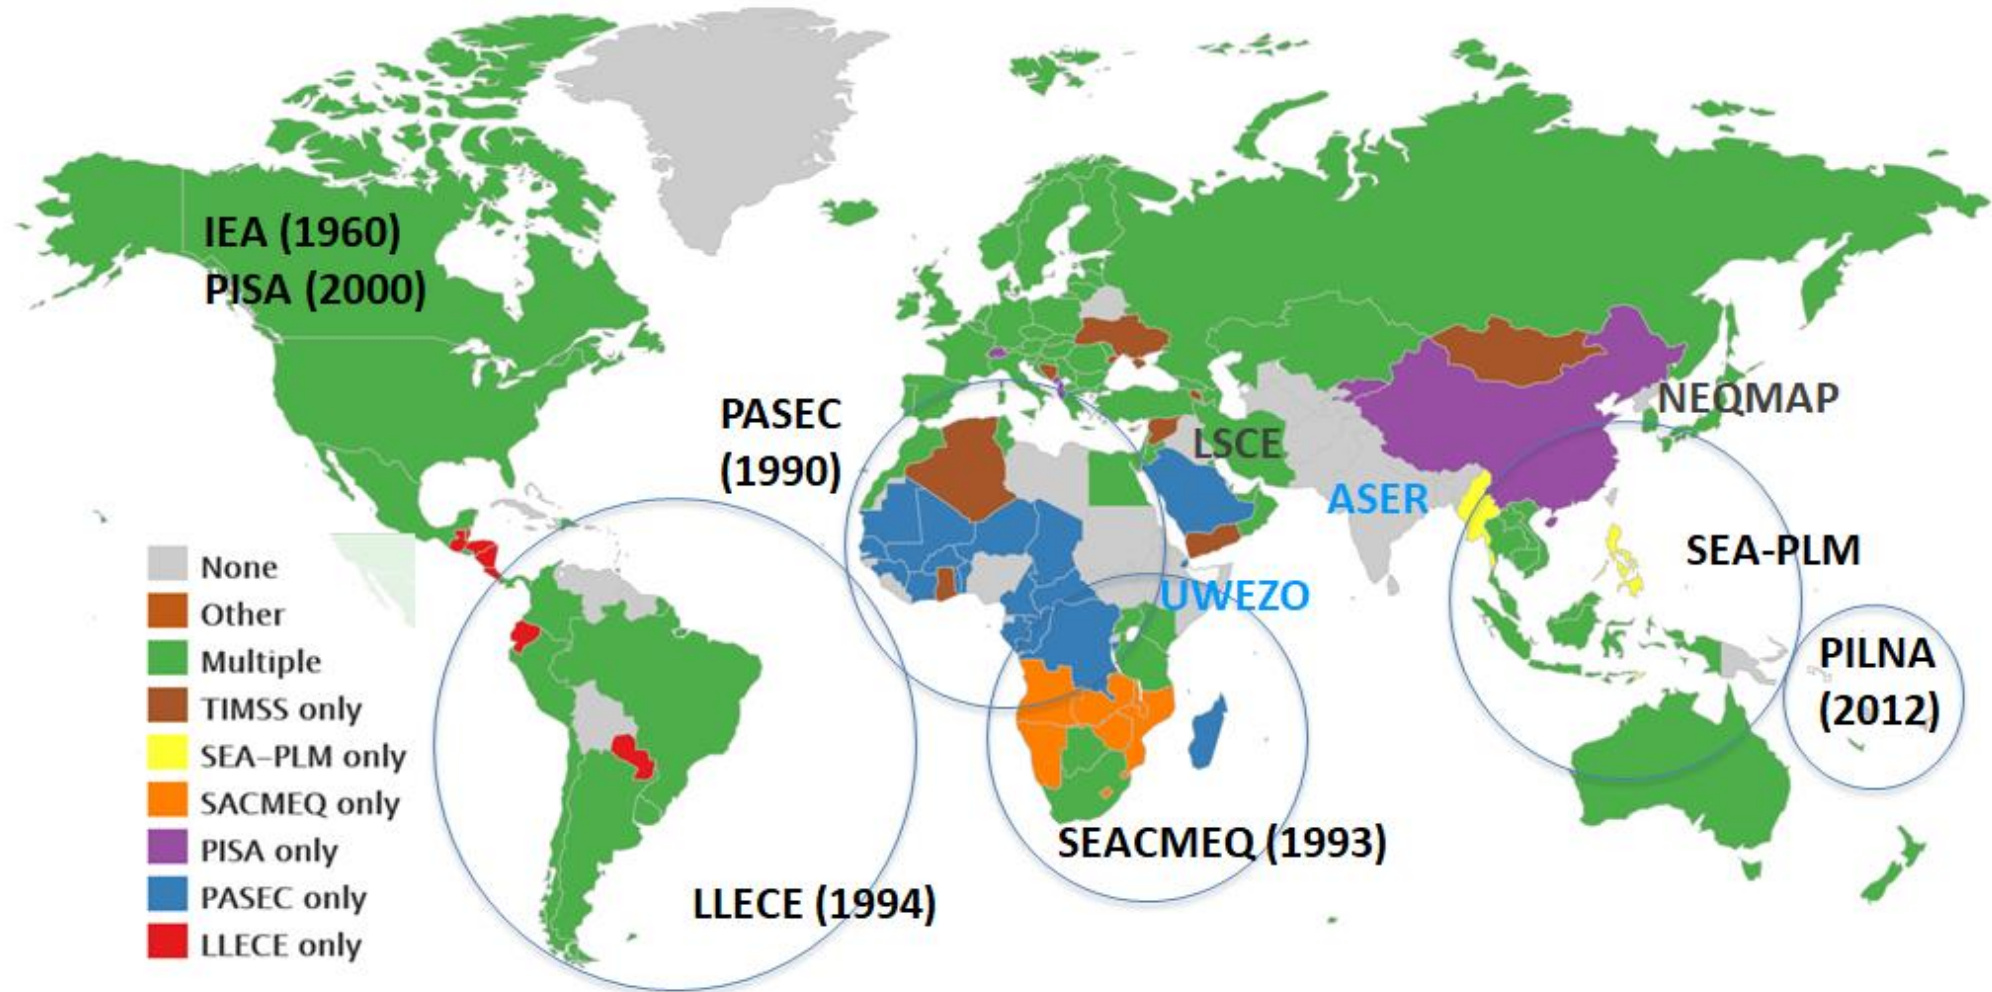 IEA (1960)
PISA (2000)
PASEC
(1990)
LSCE
NEQMAP
ASER
UWEZO
SEA-PLM
PILNA
(2012)
SEACMEQ (1993)
LLECE (1994)
None
Other
Multiple
TIMSS only
SEA-PLM only
SACMEQ only
PISA only
PASEC only
LLECE only